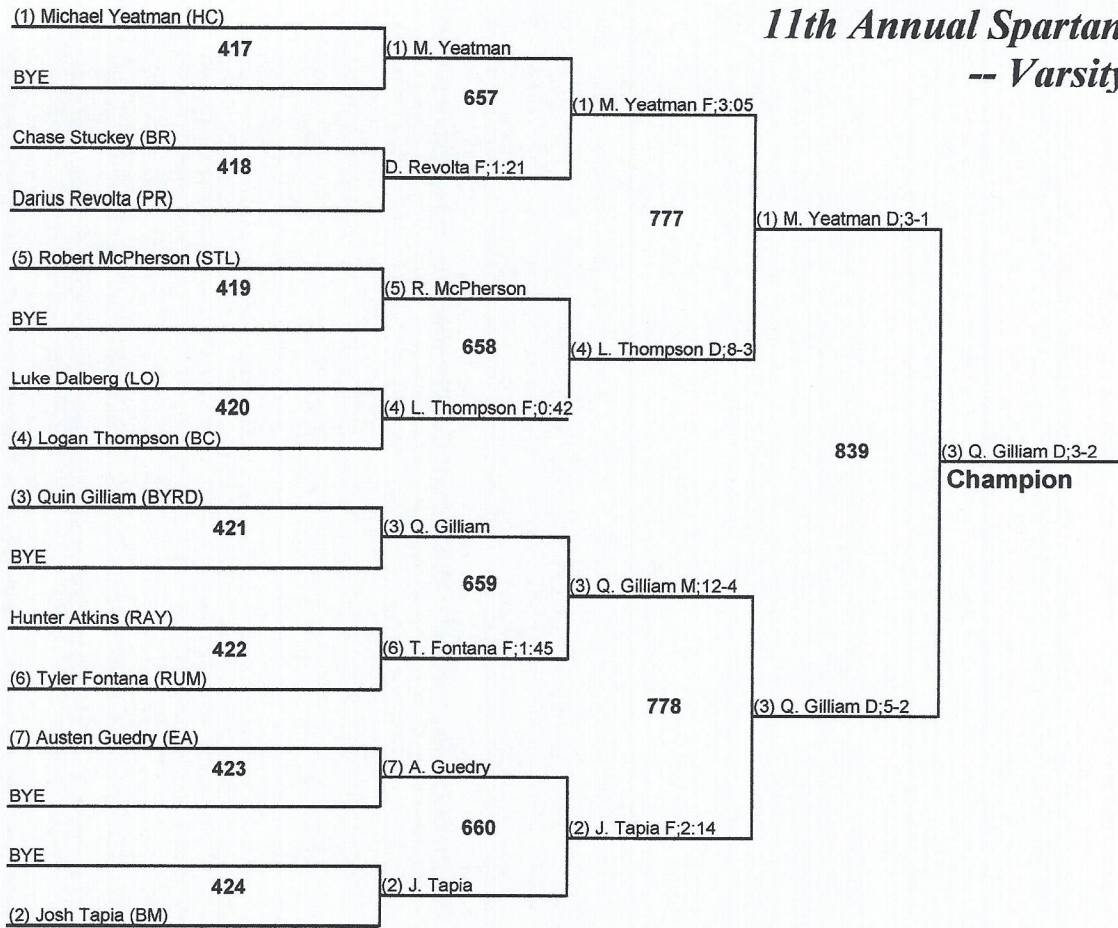 11th Annual Spartan
-- Varsity
(1) Michael Yeatman (HC)
417
BYE
(1) M. Yeatman
657
Chase Stuckey (BR)
418
Darius Revolta (PR)
D. Revolta F;1:21
(1) M. Yeatman F;3:05
777
(5) Robert McPherson (STL)
419
BYE
(5) R. McPherson
658
Luke Dalberg (LO)
420
(4) Logan Thompson (BC)
(4) L. Thompson F;0:42
(4) L. Thompson D;8-3
(1) M. Yeatman D;3-1
839
(3) Quin Gilliam (BYRD)
421
BYE
(3) Q. Gilliam
659
Hunter Atkins (RAY)
422
(6) Tyler Fontana (RUM)
(6) T. Fontana F;1:45
(3) Q. Gilliam M;12-4
778
(7) Austen Guedry (EA)
423
BYE
(7) A. Guedry
660
BYE
424
(2) Josh Tapia (BM)
(2) J. Tapia
(2) J. Tapia F;2:14
(3) Q. Gilliam D;5-2
(3) Q. Gilliam D;3-2
Champion